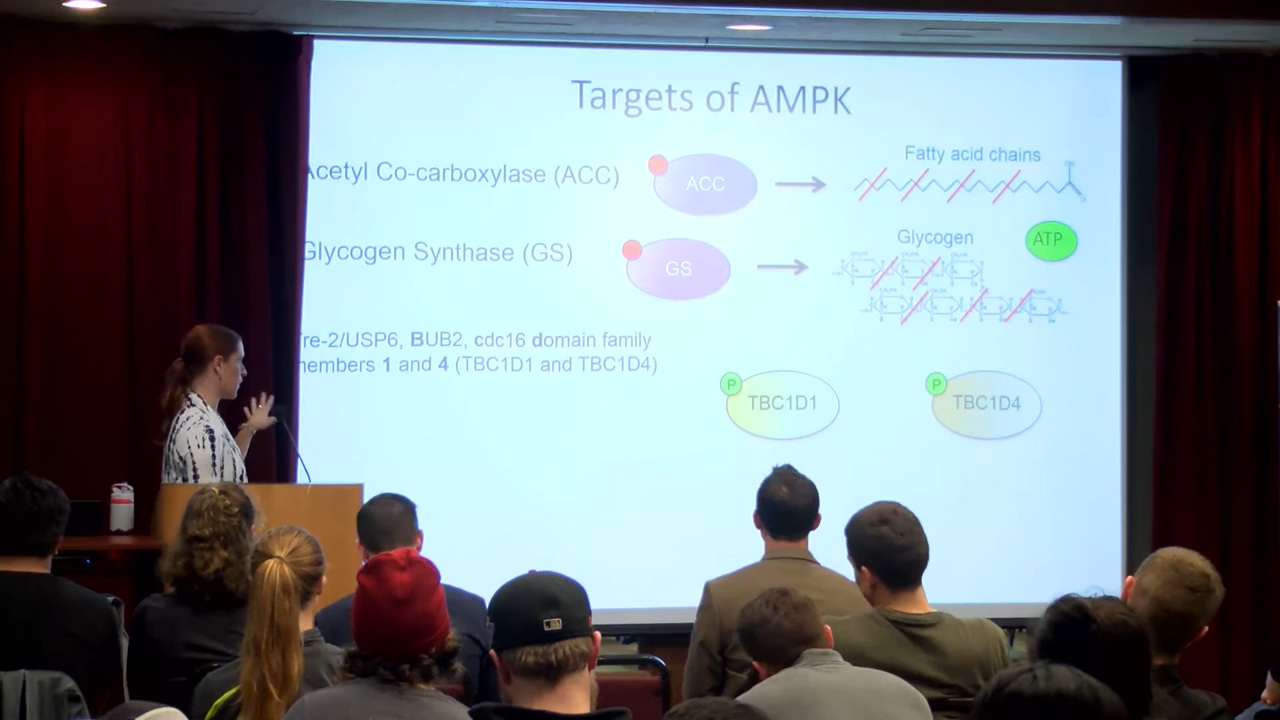 Targets of AMPK
Acetyl Co-carboxylase (ACC)
ACC
Fatty acid chains
Glycogen Synthase (GS)
GS
Glycogen
ATP
re-2/USP6, BUB2, cdc16 domain family
members 1 and 4 (TBC1D1 and TBC1D4)
P
TBC1D1
P
TBC1D4